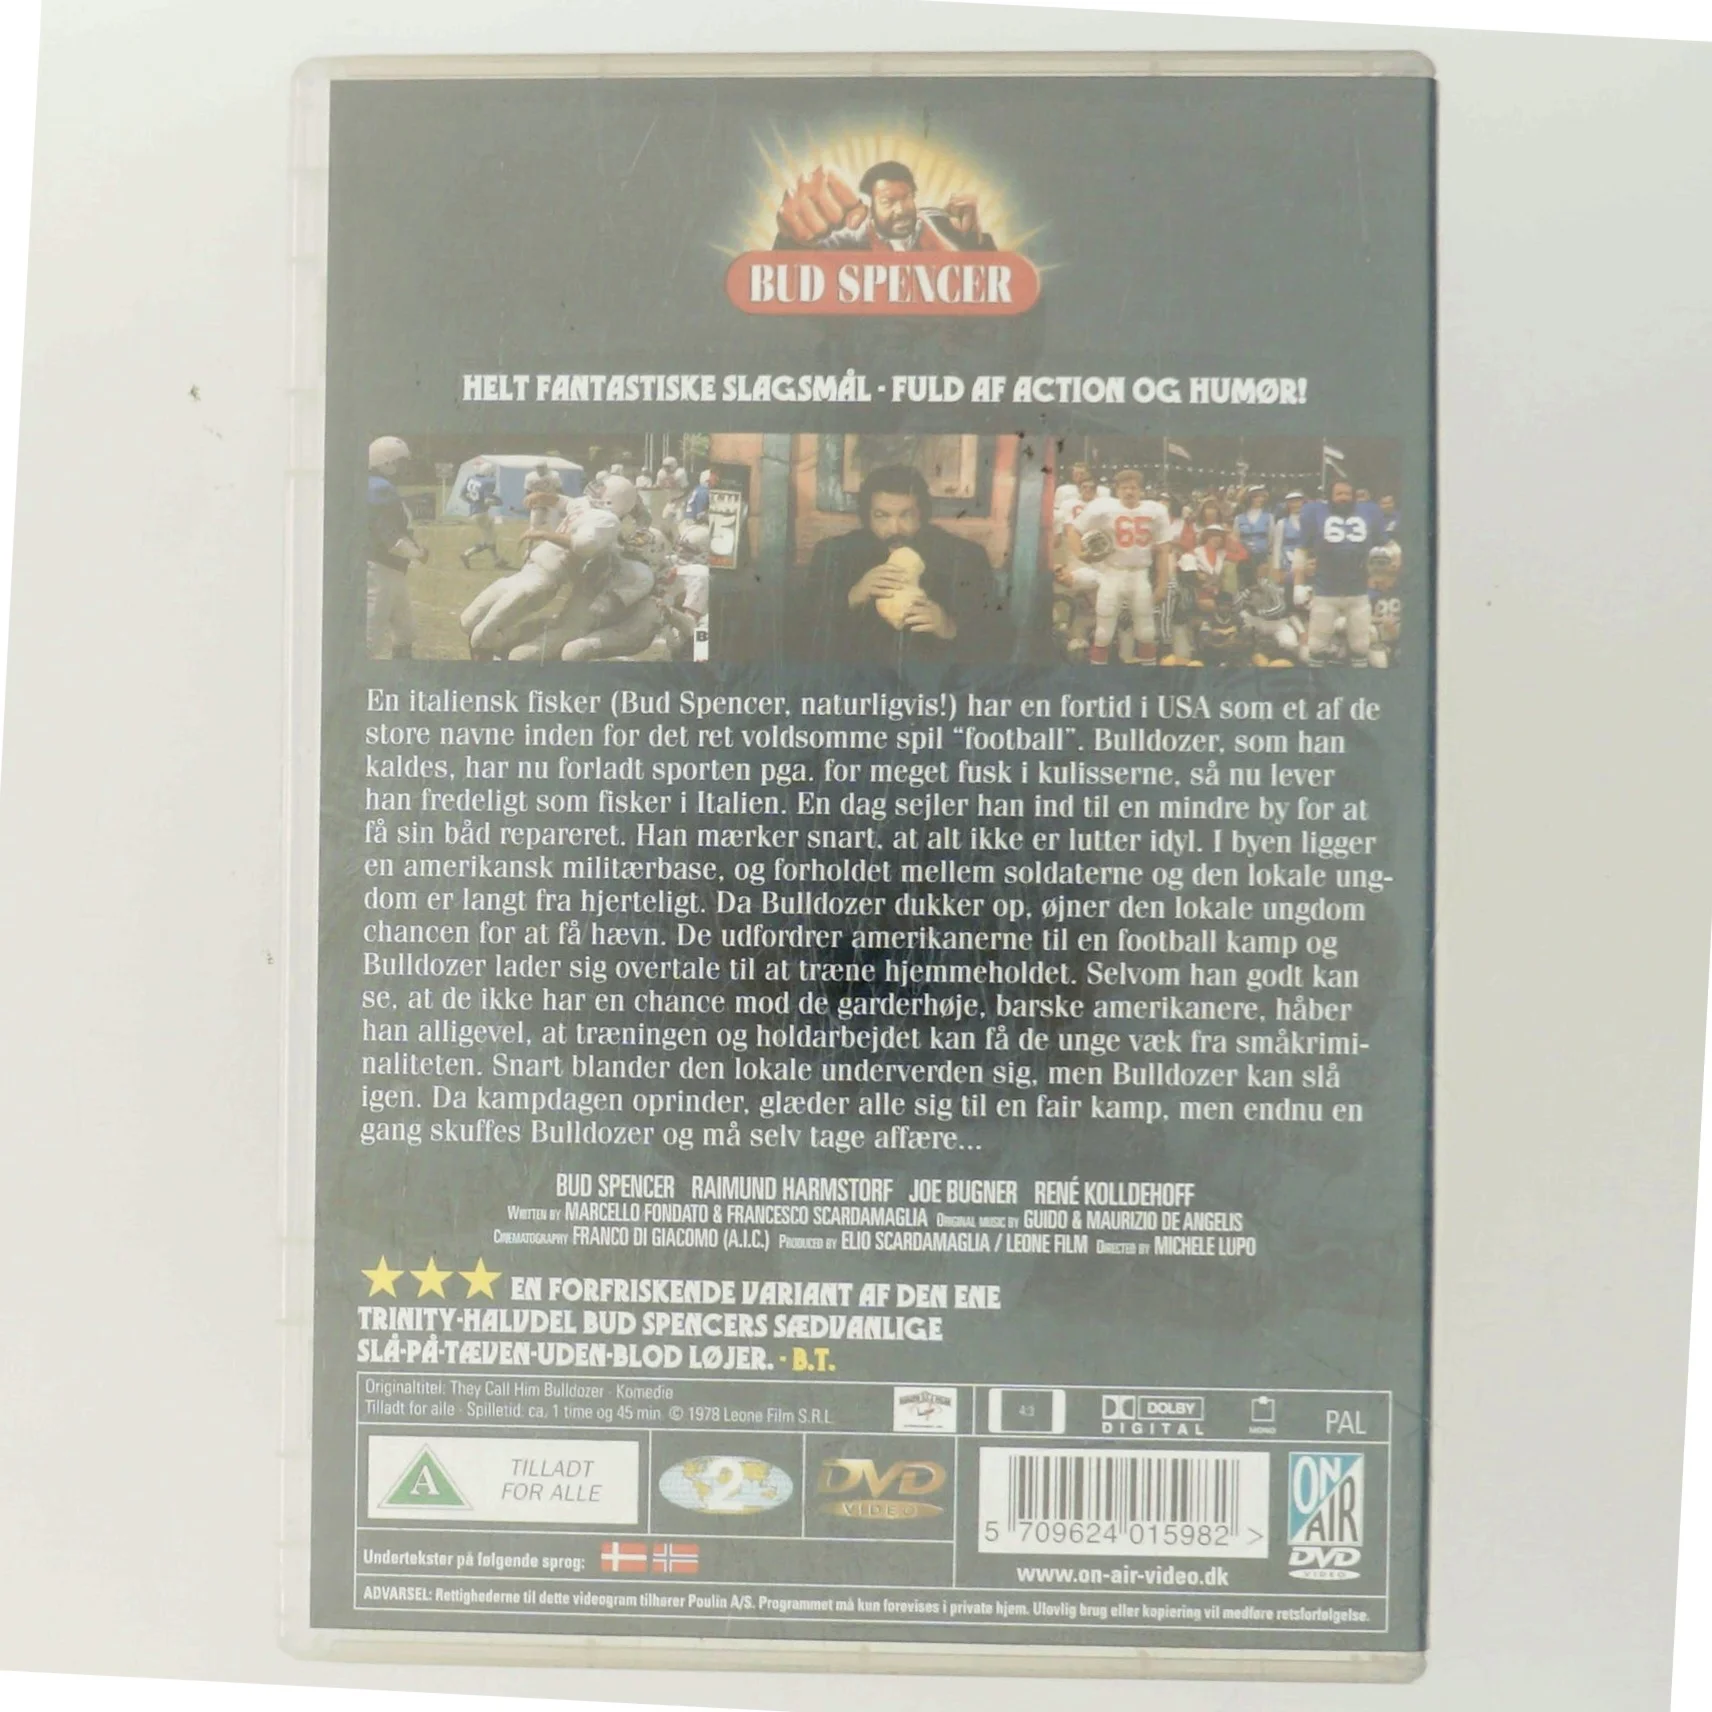 BUD SPENCER
HELT FANTASTISKE SLAGSMÅL - FULD AF ACTION OG HUMØR!
65
63
En italiensk fisker (Bud Spencer, naturligvis!) har en fortid i USA som et af de
store navne inden for det ret voldsomme spil “football”. Bulldozer, som han
kaldes, har nu forladt sporten pga. for meget fusk i kulisserne, så nu lever
han fredeligt som fisker i Italien. En dag sejler han ind til en mindre by for at
få sin båd repareret. Han mærker snart, at alt ikke er lutter idyl. I byen ligger
en amerikansk militærbase, og forholdet mellem soldaterne og den lokale ung-
dom er langt fra hjerteligt. Da Bulldozer dukker op, øjner den lokale ungdom
chancen for at få hævn. De udfordrer amerikanerne til en football kamp og
Bulldozer lader sig overtale til at træne hjemmeholdet. Selvom han godt kan
se, at de ikke har en chance mod de garderhøje, barske amerikanere, håber
han alligevel, at træningen og holdarbejdet kan få de unge væk fra småkrimi-
naliteten. Snart blander den lokale underverden sig, men Bulldozer kan slå
igen. Da kampdagen oprinder, glæder alle sig til en fair kamp, men endnu en
gang skuffes Bulldozer og må selv tage affære...
BUD SPENCER RAIMUND HARMSTORF JOE BUGNER RENÉ KOLLDEHOFF
WRITTEN BY MARCELLO FONDATO & FRANCESCO SCARDAMAGLIA ORIGINAL MUSIC BY GUIDO & MAURIZIO DE ANGELIS
CINEMATOGRAPHY FRANCO DI GIACOMO (A.I.C.) PRODUCED BY ELIO SCARDAMAGLIA / LEONE FILM DIRECTED BY MICHELE LUPO
EN FORFRISKENDE VARIANT AF DEN ENE
TRINITY-HALVDEL BUD SPENCERS SÆDVANLIGE
SLÅ-PÅ-TÆVEN-UDEN-BLOD LØJER. - B.T.
Originaltitel: They Call Him Bulldozer - Komedie
Tilladt for alle - Spilletid: ca. 1 time og 45 min. © 1978 Leone Film S.R.L.
4:3
DOLBY
DIGITAL
MONO
PAL
A
TILLADT
FOR ALLE
2
DVD
VIDEO
5 709624 015982 >
ON
AIR
DVD
VIDEO
www.on-air-video.dk
Undertekster på følgende sprog:
ADVARSEL: Rettighederne til dette videogram tilhører Poulin A/S. Programmet må kun forevises i private hjem. Ulovlig brug eller kopiering vil medføre retsforfølgelse.